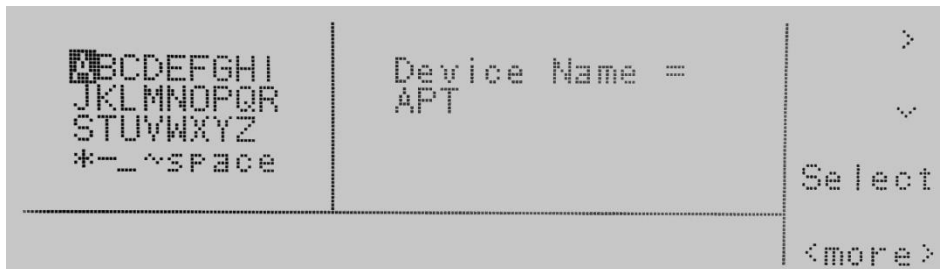 ABCDEFGHI
JKLMNOPQR
STUVWXYZ
*-_~space
Device Name =
APT
>
⌄
Select
<more>